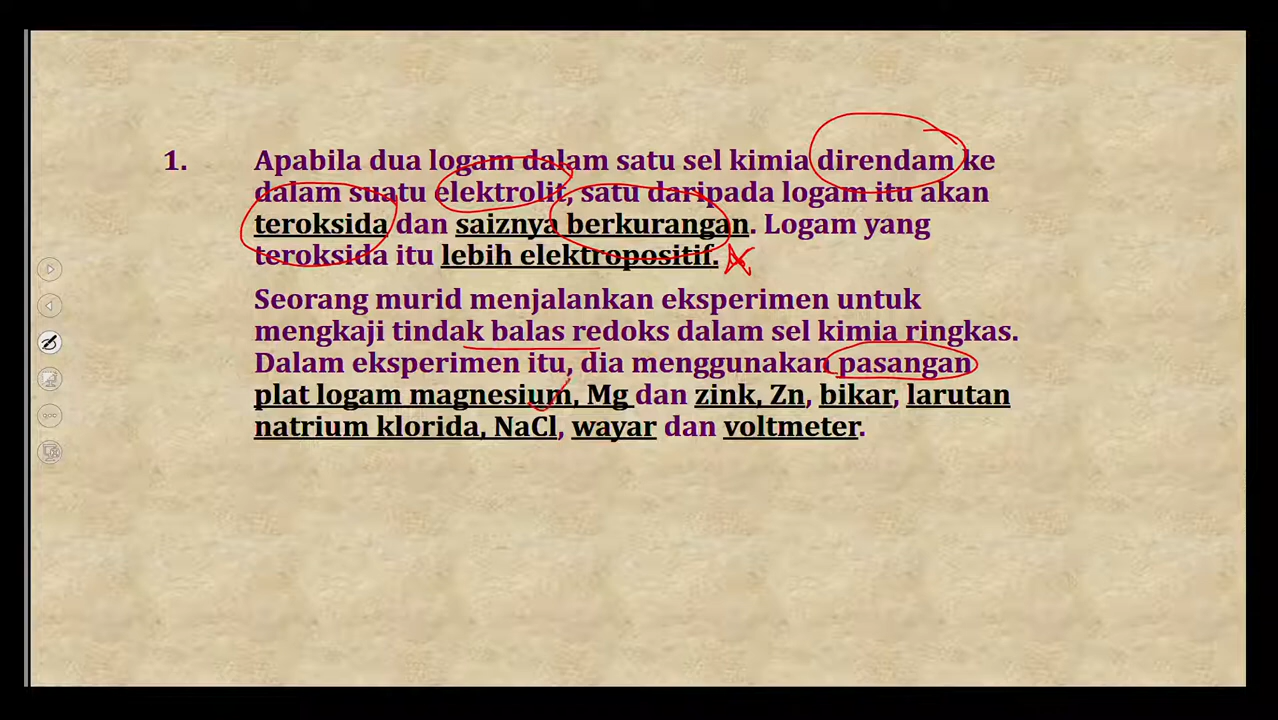 1. Apabila dua logam dalam satu sel kimia direndam ke
dalam suatu elektrolit, satu daripada logam itu akan
teroksida dan saiznya berkurangan. Logam yang
teroksida itu lebih elektropositif.
Seorang murid menjalankan eksperimen untuk
mengkaji tindak balas redoks dalam sel kimia ringkas.
Dalam eksperimen itu, dia menggunakan pasangan
plat logam magnesium, Mg dan zink, Zn, bikar, larutan
natrium klorida, NaCl, wayar dan voltmeter.